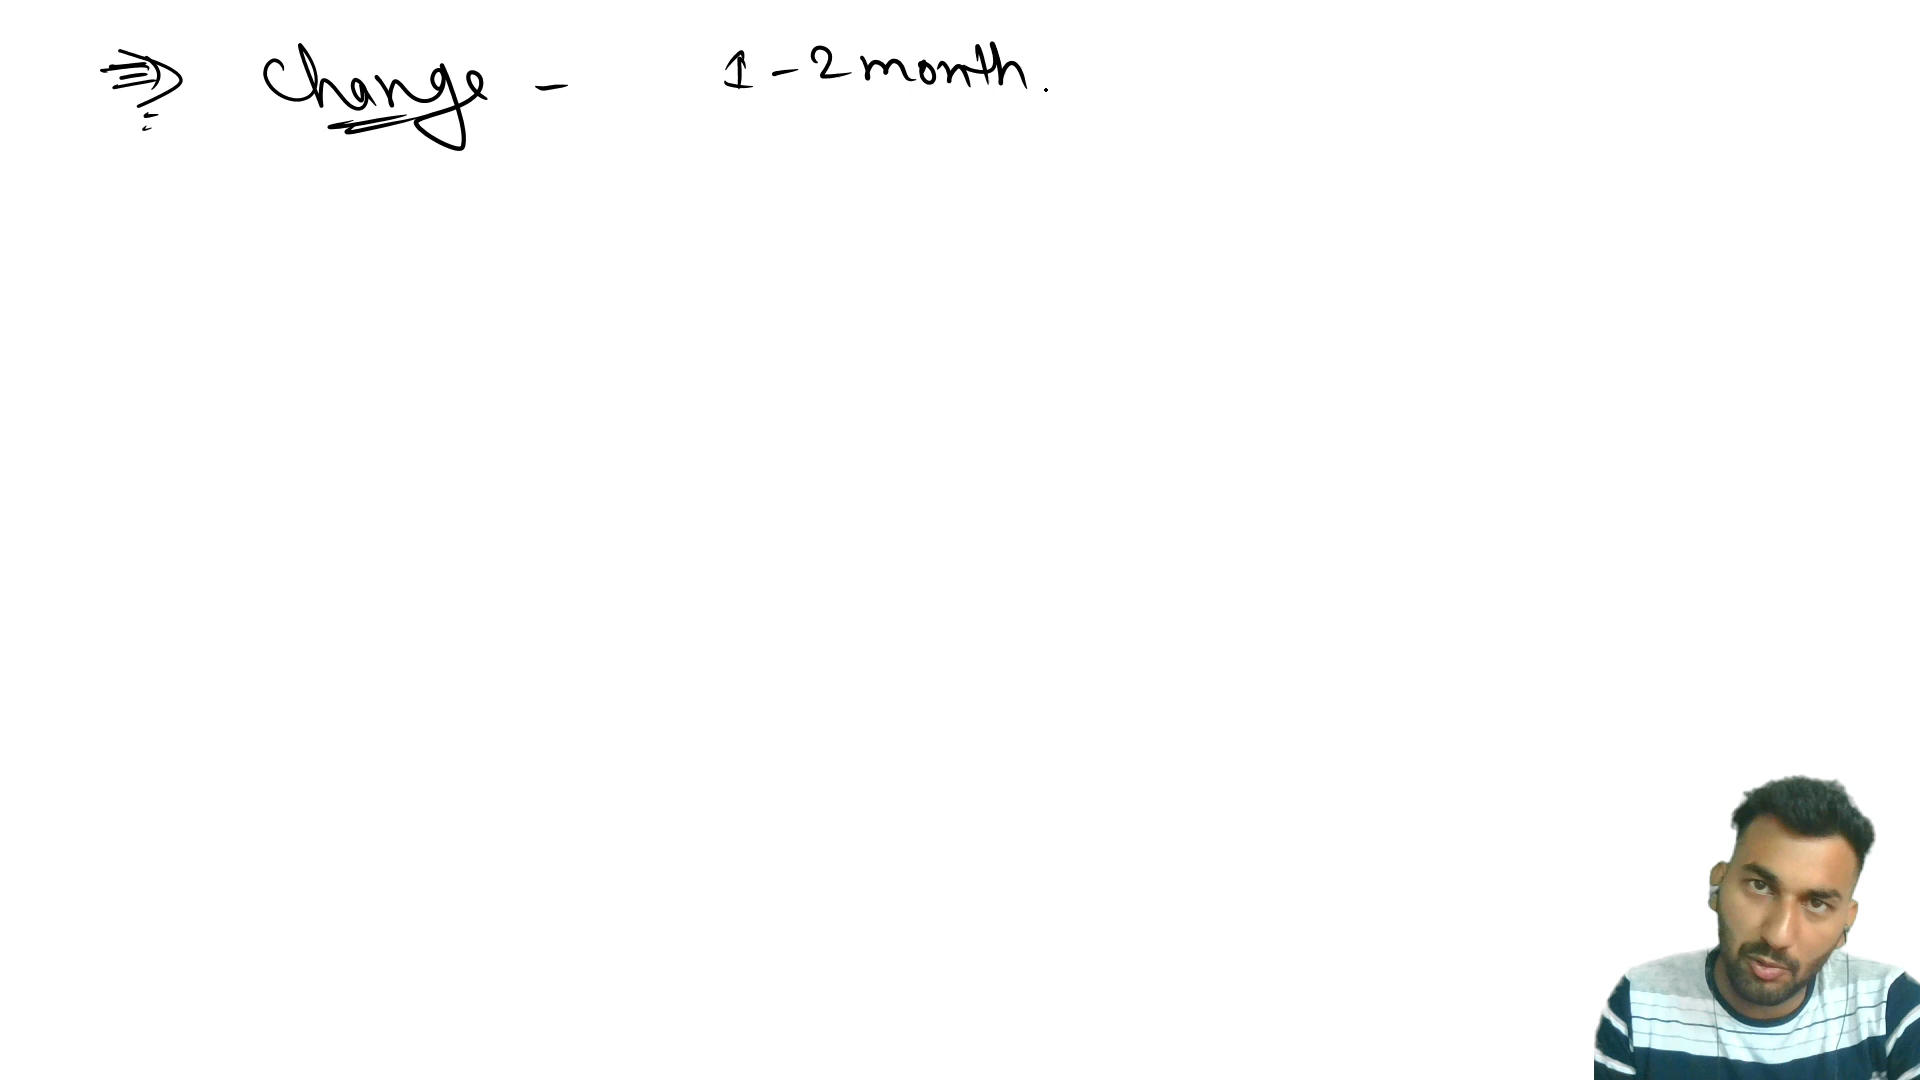 ⇒ Change - 1 - 2 month.